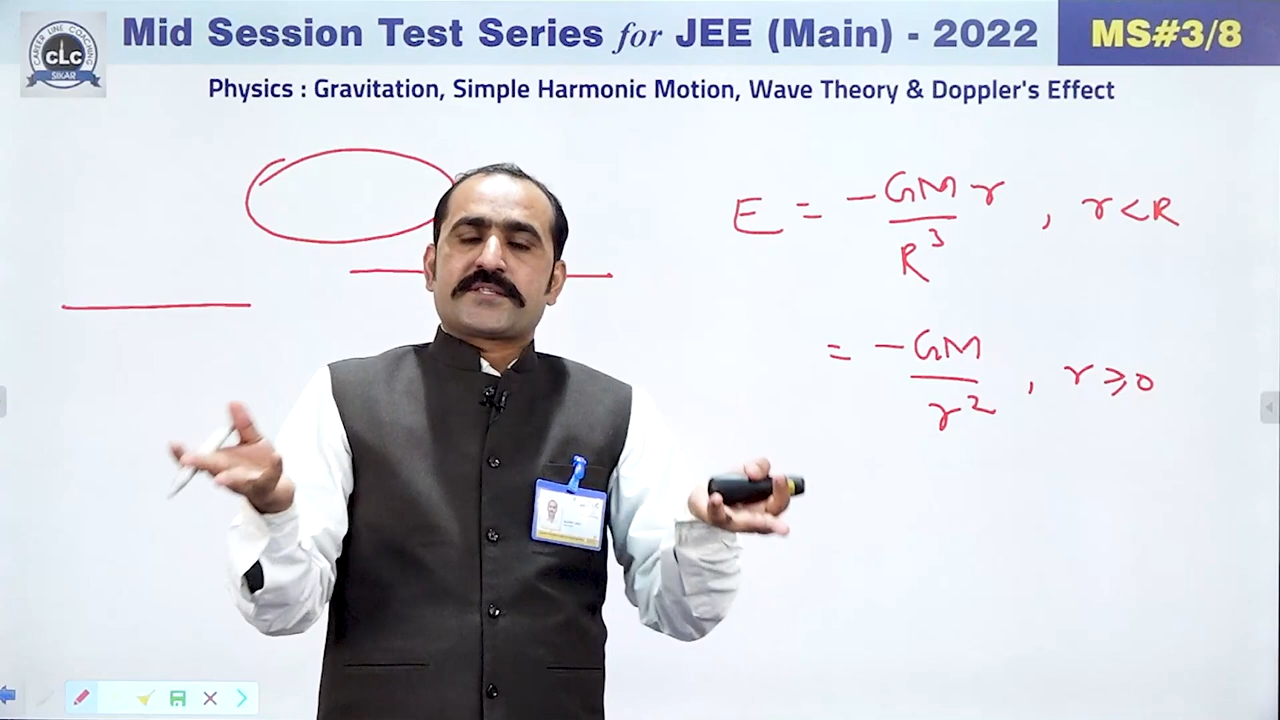 Mid Session Test Series for JEE (Main) - 2022
MS#3/8
CAREER LINE COACHING
CLC
SIKAR
Physics : Gravitation, Simple Harmonic Motion, Wave Theory & Doppler's Effect
E = -GMr/R³ , r<R
= -GM/r² , r≥0